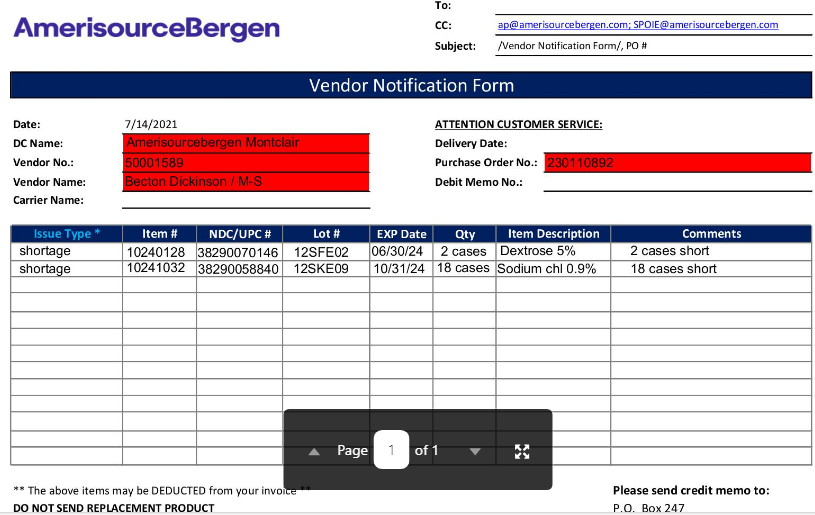 AmerisourceBergen
To:
CC: ap@amerisourcebergen.com; SPOIE@amerisourcebergen.com
Subject: /Vendor Notification Form/, PO #
Vendor Notification Form
Date: 7/14/2021 ATTENTION CUSTOMER SERVICE:
DC Name: Amerisourcebergen Montclair Delivery Date:
Vendor No.: 50001589 Purchase Order No.: 230110892
Vendor Name: Becton Dickinson / M-S Debit Memo No.:
Carrier Name:
Issue Type * Item # NDC/UPC # Lot # EXP Date Qty Item Description Comments
shortage 10240128 38290070146 12SFE02 06/30/24 2 cases Dextrose 5% 2 cases short
shortage 10241032 38290058840 12SKE09 10/31/24 18 cases Sodium chl 0.9% 18 cases short
Page 1 of 1
** The above items may be DEDUCTED from your invoice ** Please send credit memo to:
DO NOT SEND REPLACEMENT PRODUCT P.O. Box 247